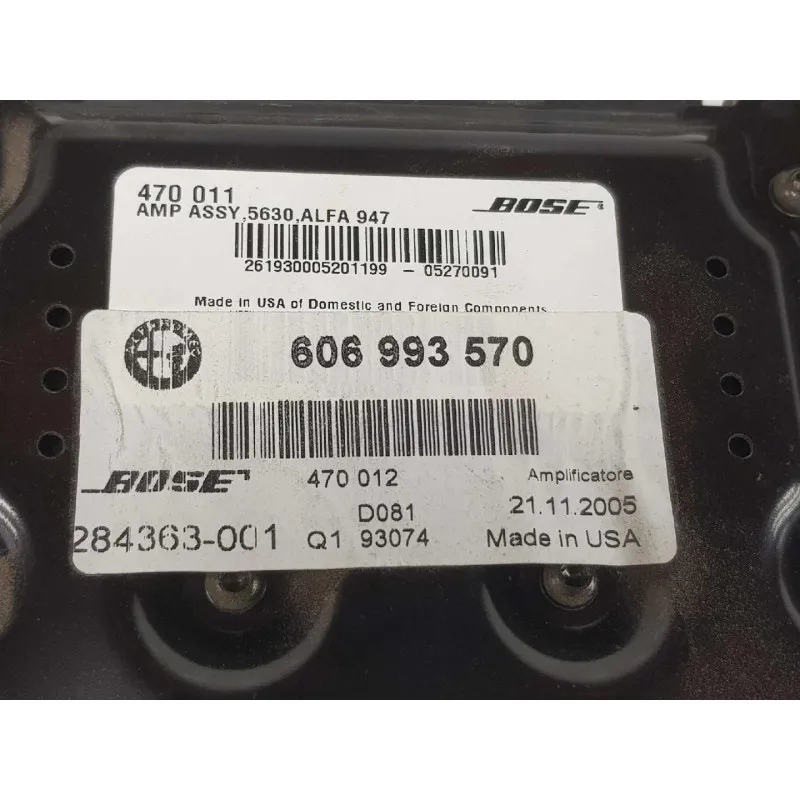 470 011
AMP ASSY,5630,ALFA 947
BOSE
261930005201199 - 05270091
Made in USA of Domestic and Foreign Components
606 993 570
BOSE 470 012 Amplificatore
D081 21.11.2005
284363-001 Q1 93074 Made in USA